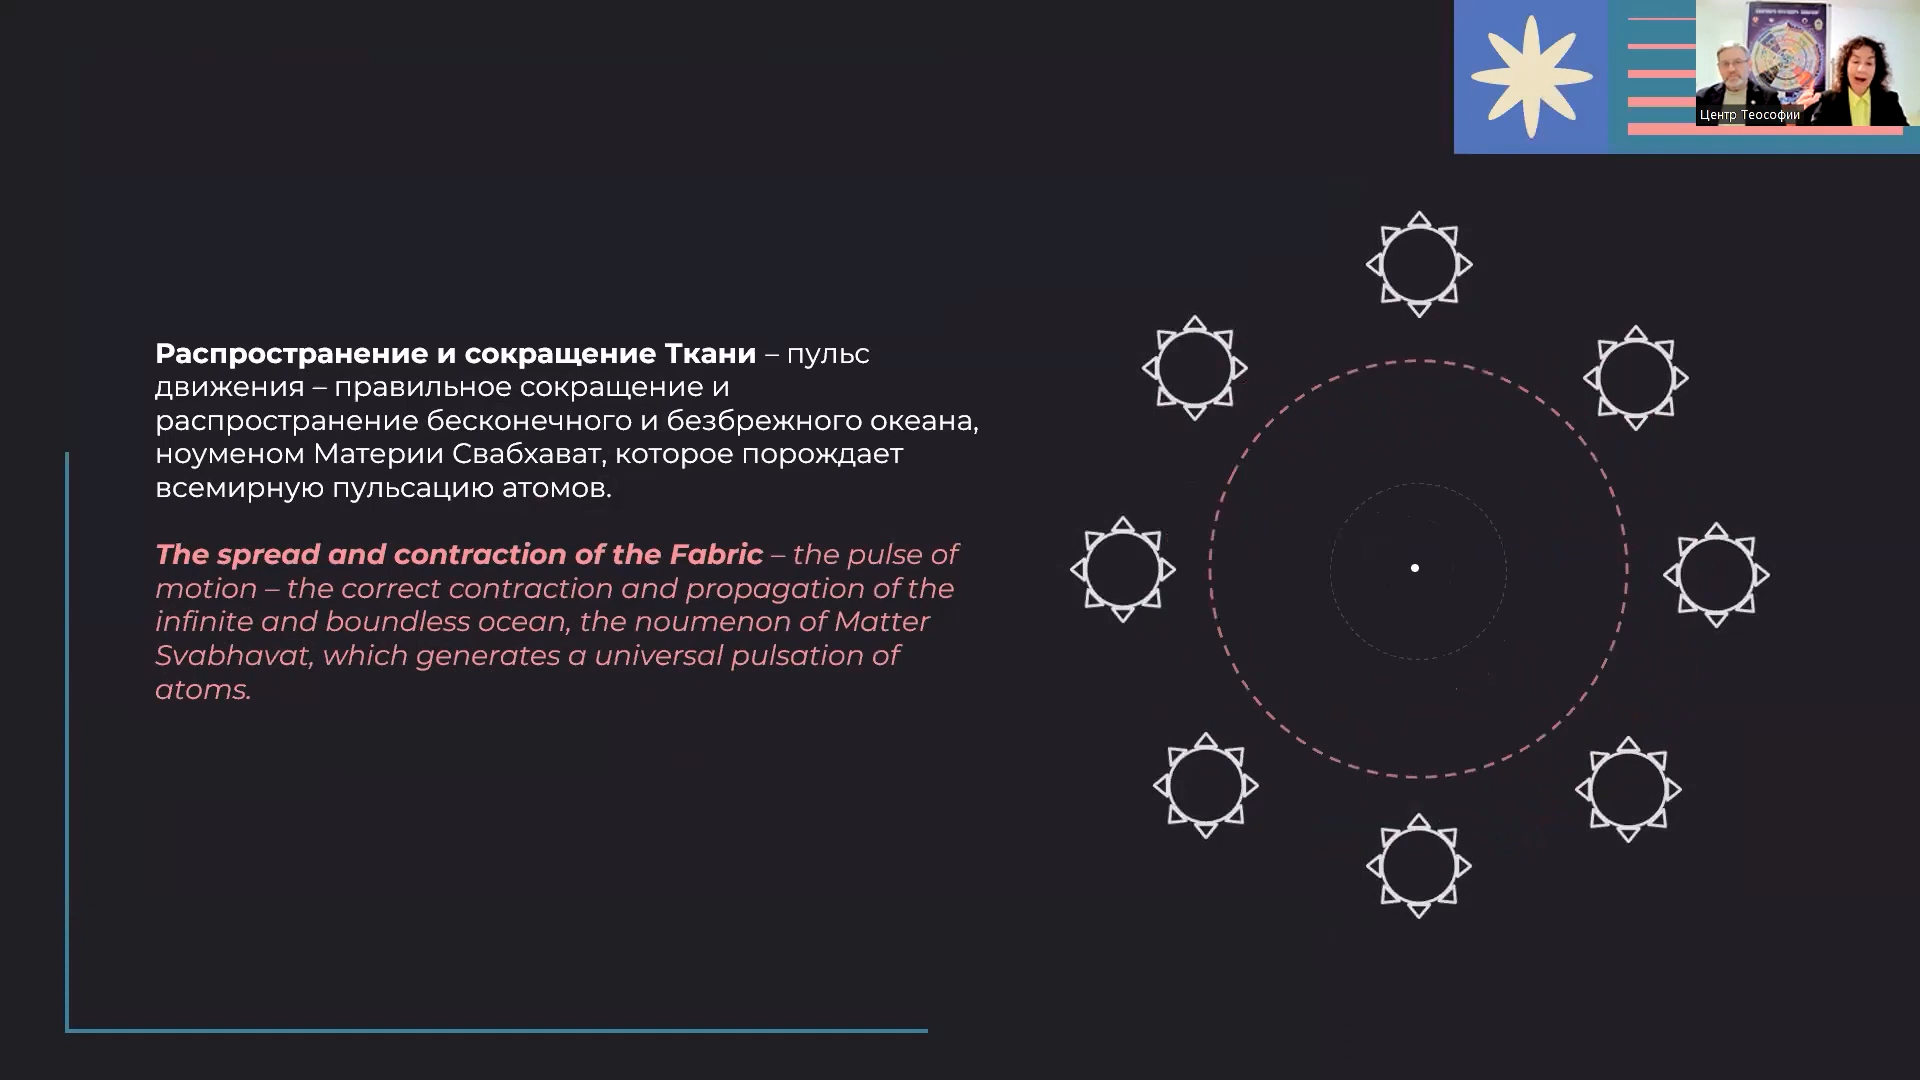 Центр Теософии
Распространение и сокращение Ткани – пульс
движения – правильное сокращение и
распространение бесконечного и безбрежного океана,
ноуменом Материи Свабхават, которое порождает
всемирную пульсацию атомов.
The spread and contraction of the Fabric – the pulse of
motion – the correct contraction and propagation of the
infinite and boundless ocean, the noumenon of Matter
Svabhavat, which generates a universal pulsation of
atoms.